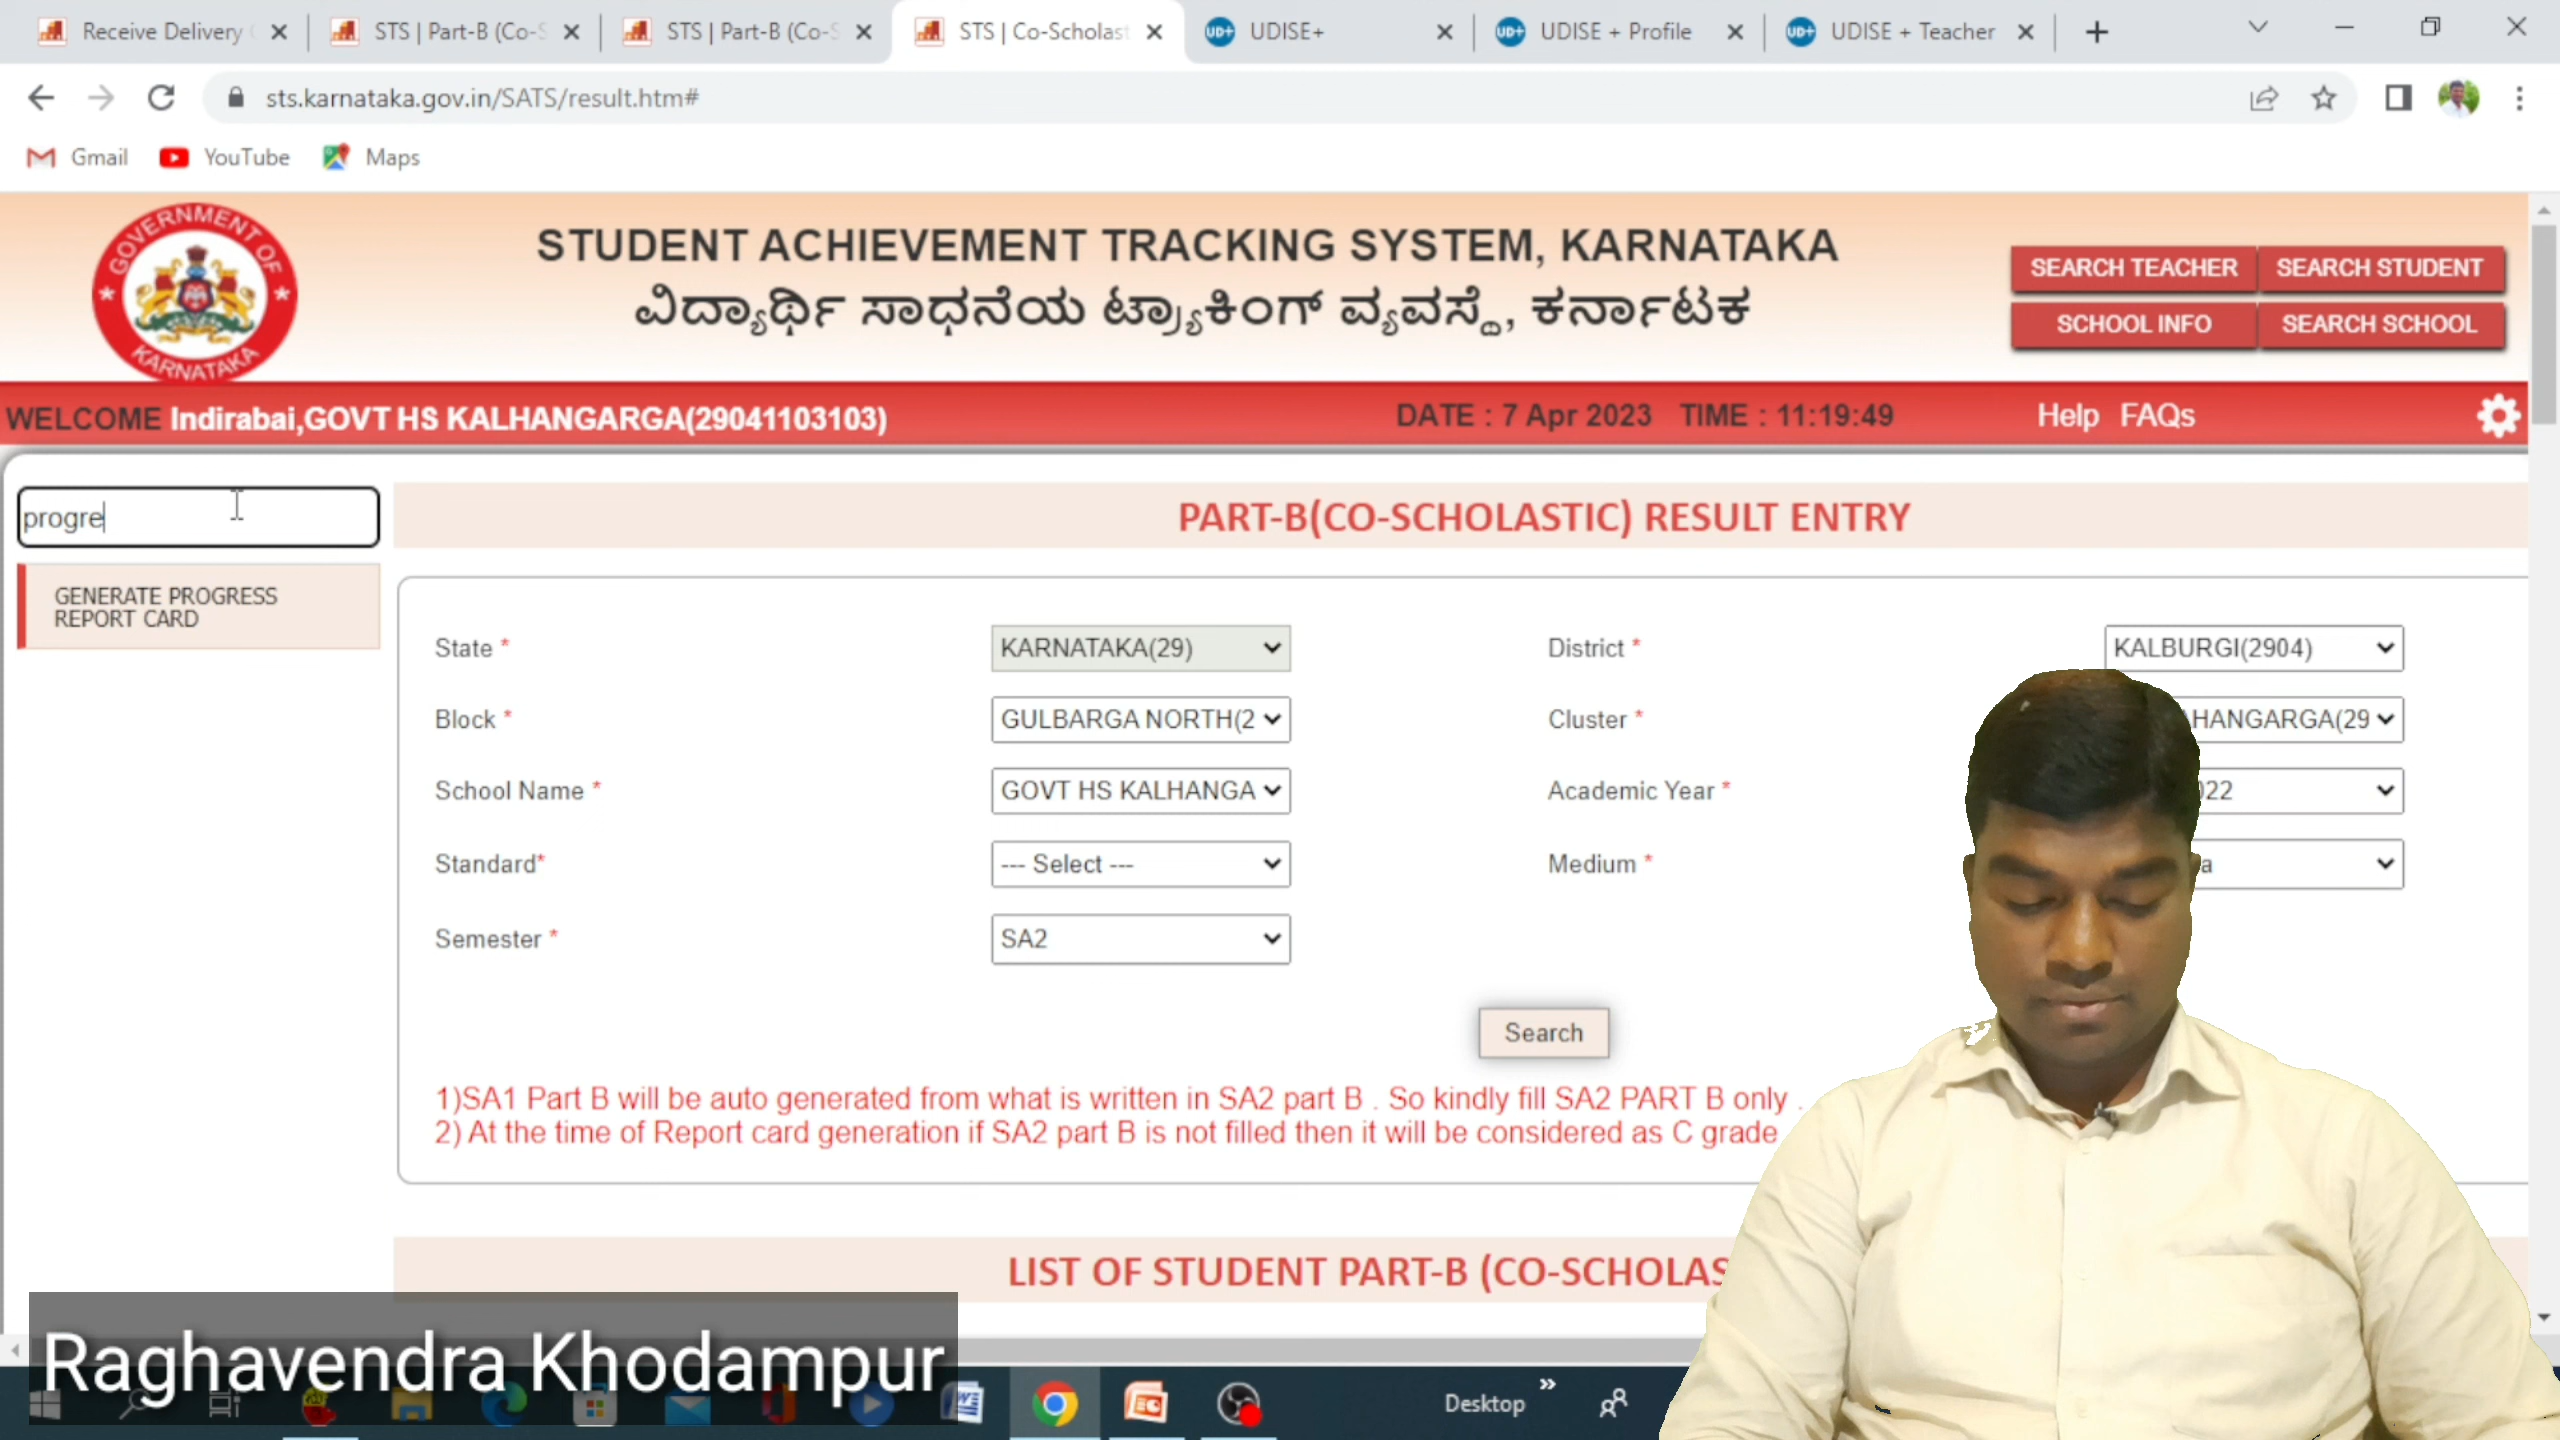 Receive Delivery
STS | Part-B (Co-S
STS | Part-B (Co-S
STS | Co-Scholast
UDISE+
UDISE + Profile
UDISE + Teacher
sts.karnataka.gov.in/SATS/result.htm#
Gmail YouTube Maps
GOVERNMENT OF KARNATAKA
STUDENT ACHIEVEMENT TRACKING SYSTEM, KARNATAKA
ವಿದ್ಯಾರ್ಥಿ ಸಾಧನೆಯ ಟ್ರ್ಯಾಕಿಂಗ್ ವ್ಯವಸ್ಥೆ, ಕರ್ನಾಟಕ
SEARCH TEACHER SEARCH STUDENT
SCHOOL INFO SEARCH SCHOOL
WELCOME Indirabai,GOVT HS KALHANGARGA(29041103103) DATE : 7 Apr 2023 TIME : 11:19:49 Help FAQs
progre
GENERATE PROGRESS
REPORT CARD
PART-B(CO-SCHOLASTIC) RESULT ENTRY
State * KARNATAKA(29) District * KALBURGI(2904)
Block * GULBARGA NORTH(2 Cluster * HANGARGA(29
School Name * GOVT HS KALHANGA Academic Year * 22
Standard* --- Select --- Medium * a
Semester * SA2
Search
1)SA1 Part B will be auto generated from what is written in SA2 part B . So kindly fill SA2 PART B only .
2) At the time of Report card generation if SA2 part B is not filled then it will be considered as C grade
LIST OF STUDENT PART-B (CO-SCHOLAS
Raghavendra Khodampur
Desktop